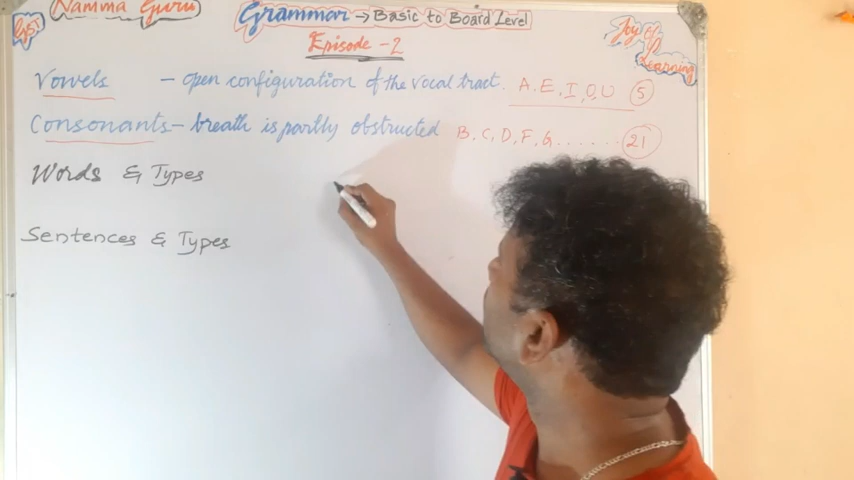 GST
Namma Guru
Grammar → Basic to Board Level
Joy of Learning
Episode - 2
Vowels - open configuration of the vocal tract. A, E, I, O, U 5
Consonants - breath is partly obstructed B, C, D, F, G....... 21
Words & Types
Sentences & Types